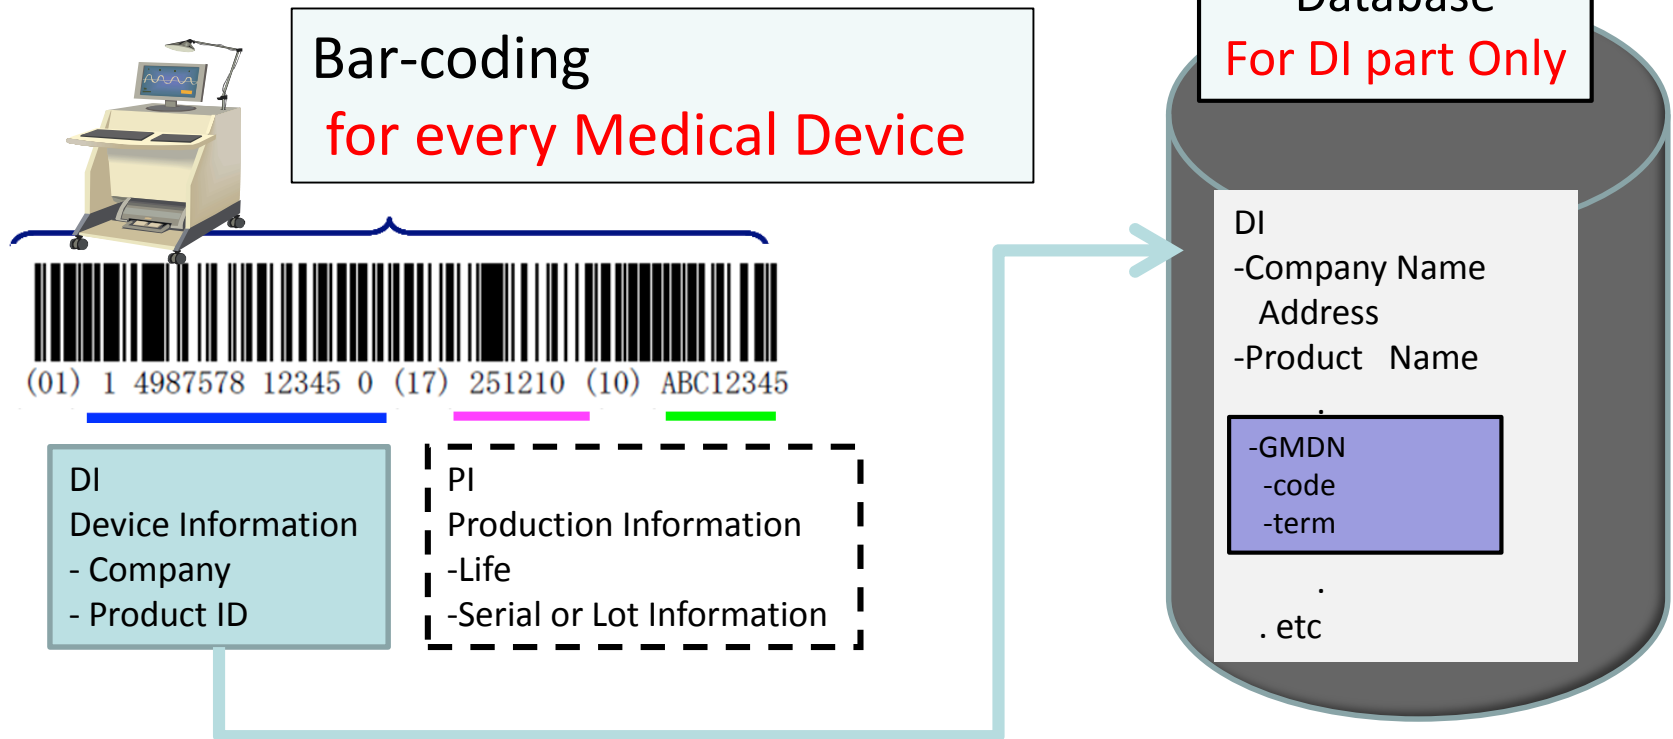 Bar-coding
for every Medical Device
(01) 1 4987578 12345 0 (17) 251210 (10) ABC12345
DI
Device Information
- Company
- Product ID
PI
Production Information
-Life
-Serial or Lot Information
Database
For DI part Only
DI
-Company Name
Address
-Product Name
.
-GMDN
-code
-term
.
. etc